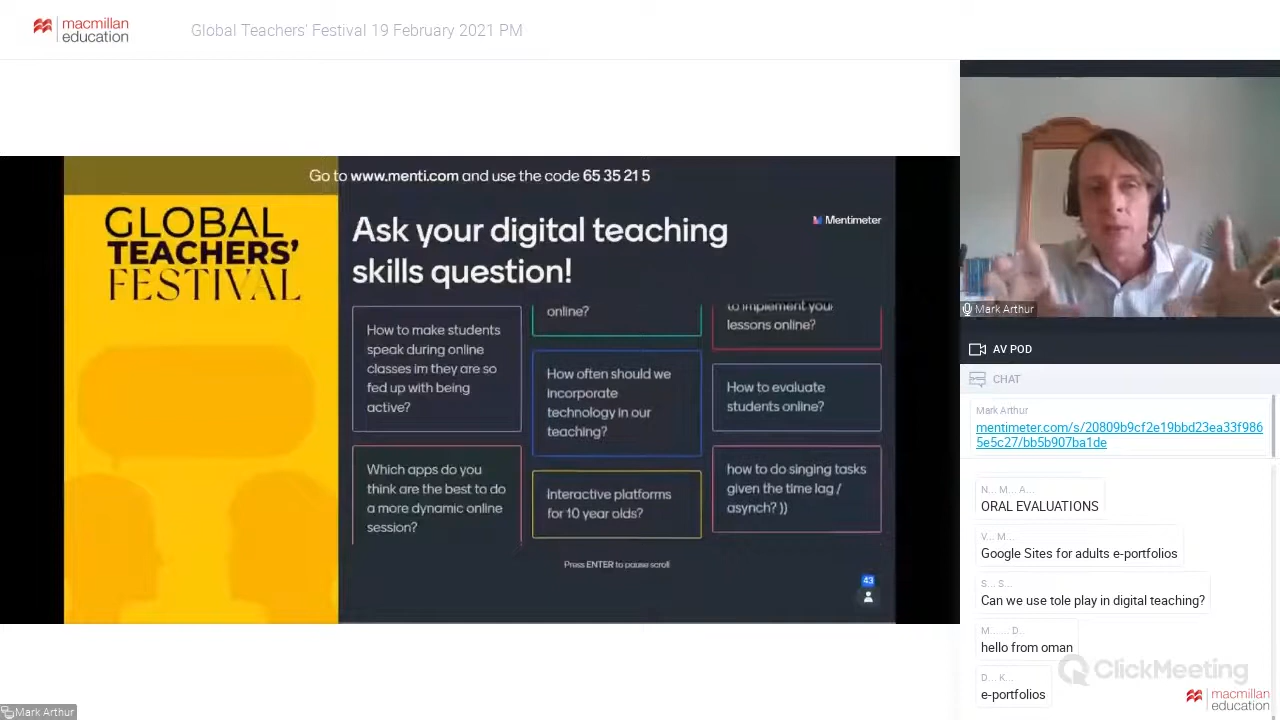 macmillan
education
Global Teachers' Festival 19 February 2021 PM
Go to www.menti.com and use the code 65 35 21 5
GLOBAL
TEACHERS'
FESTIVAL
Ask your digital teaching
skills question!
Mentimeter
How to make students
speak during online
classes im they are so
fed up with being
active?
Which apps do you
think are the best to do
a more dynamic online
session?
online?
How often should we
incorporate
technology in our
teaching?
Interactive platforms
for 10 year olds?
to implement your
lessons online?
How to evaluate
students online?
how to do singing tasks
given the time lag /
asynch? ))
Press ENTER to pause scroll
43
Mark Arthur
Mark Arthur
AV POD
CHAT
Mark Arthur
mentimeter.com/s/20809b9cf2e19bbd23ea33f986
5e5c27/bb5b907ba1de
N... M... A...
ORAL EVALUATIONS
V... M...
Google Sites for adults e-portfolios
S... S...
Can we use tole play in digital teaching?
M...... D..
hello from oman
D... K...
e-portfolios
ClickMeeting
macmillan
education